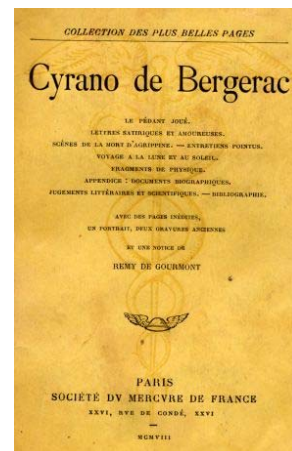 COLLECTION DES PLUS BELLES PAGES
Cyrano de Bergerac
LE PÉDANT JOUÉ.
LETTRES SATIRIQUES ET AMOUREUSES.
SCÈNES DE LA MORT D'AGRIPPINE. — ENTRETIENS POINTUS.
VOYAGE A LA LUNE ET AU SOLEIL.
FRAGMENTS DE PHYSIQUE.
APPENDICE : DOCUMENTS BIOGRAPHIQUES.
JUGEMENTS LITTÉRAIRES ET SCIENTIFIQUES. — BIBLIOGRAPHIE.
AVEC DES PAGES INÉDITES,
UN PORTRAIT, DEUX GRAVURES ANCIENNES
ET UNE NOTICE DE
REMY DE GOURMONT
PARIS
SOCIÉTÉ DV MERCVRE DE FRANCE
XXVI, RVE DE CONDÉ, XXVI
MCMVIII